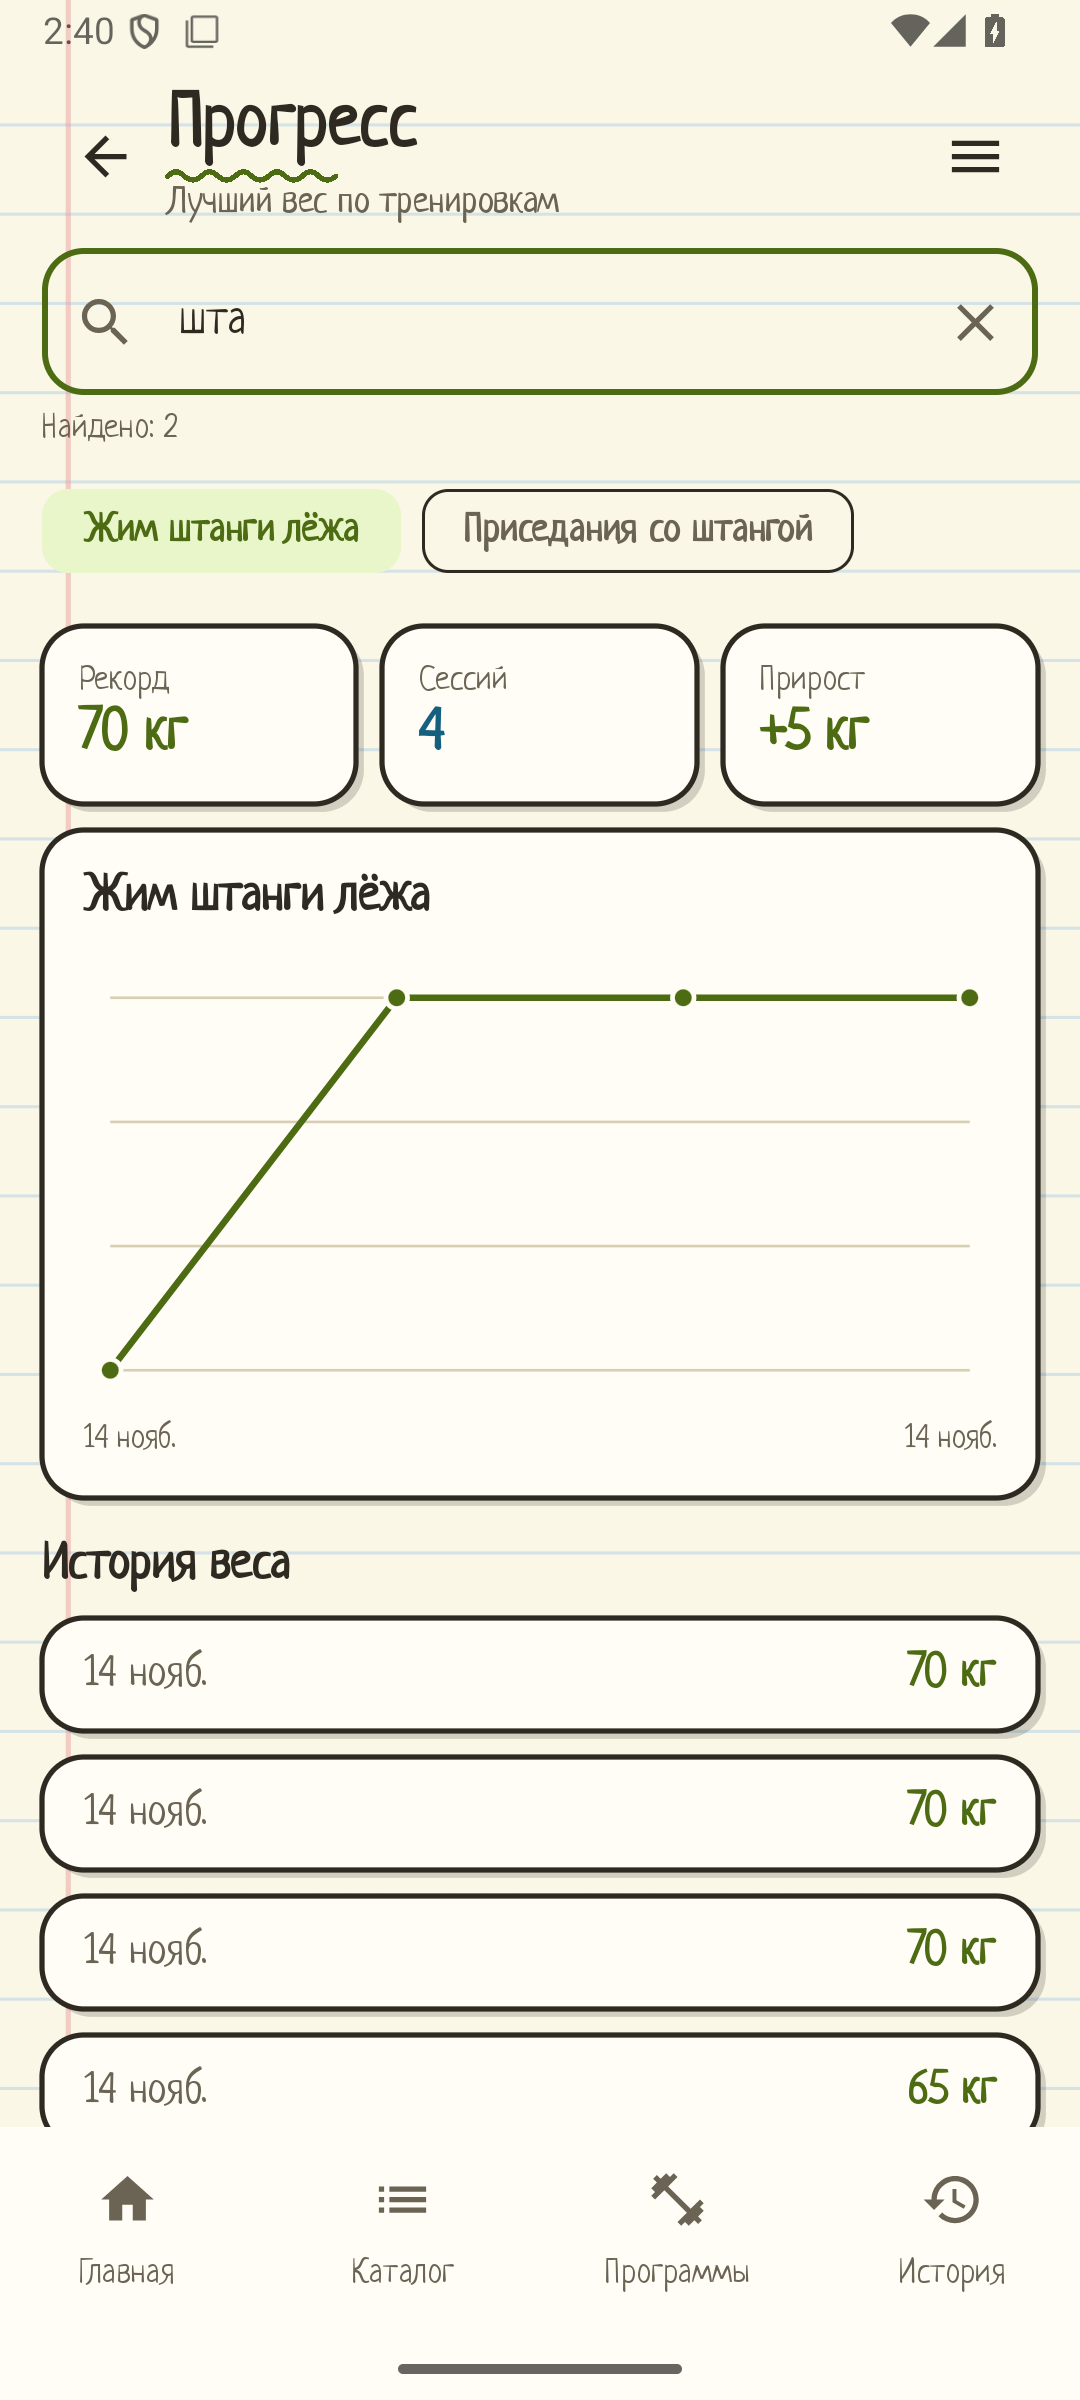 2:40
Прогресс
Лучший вес по тренировкам
шта
Найдено: 2
Жим штанги лёжа
Приседания со штангой
Рекорд
70 кг
Сессий
4
Прирост
+5 кг
Жим штанги лёжа
14 нояб.
14 нояб.
История веса
14 нояб.
70 кг
14 нояб.
70 кг
14 нояб.
70 кг
14 нояб.
65 кг
Главная
Каталог
Программы
История